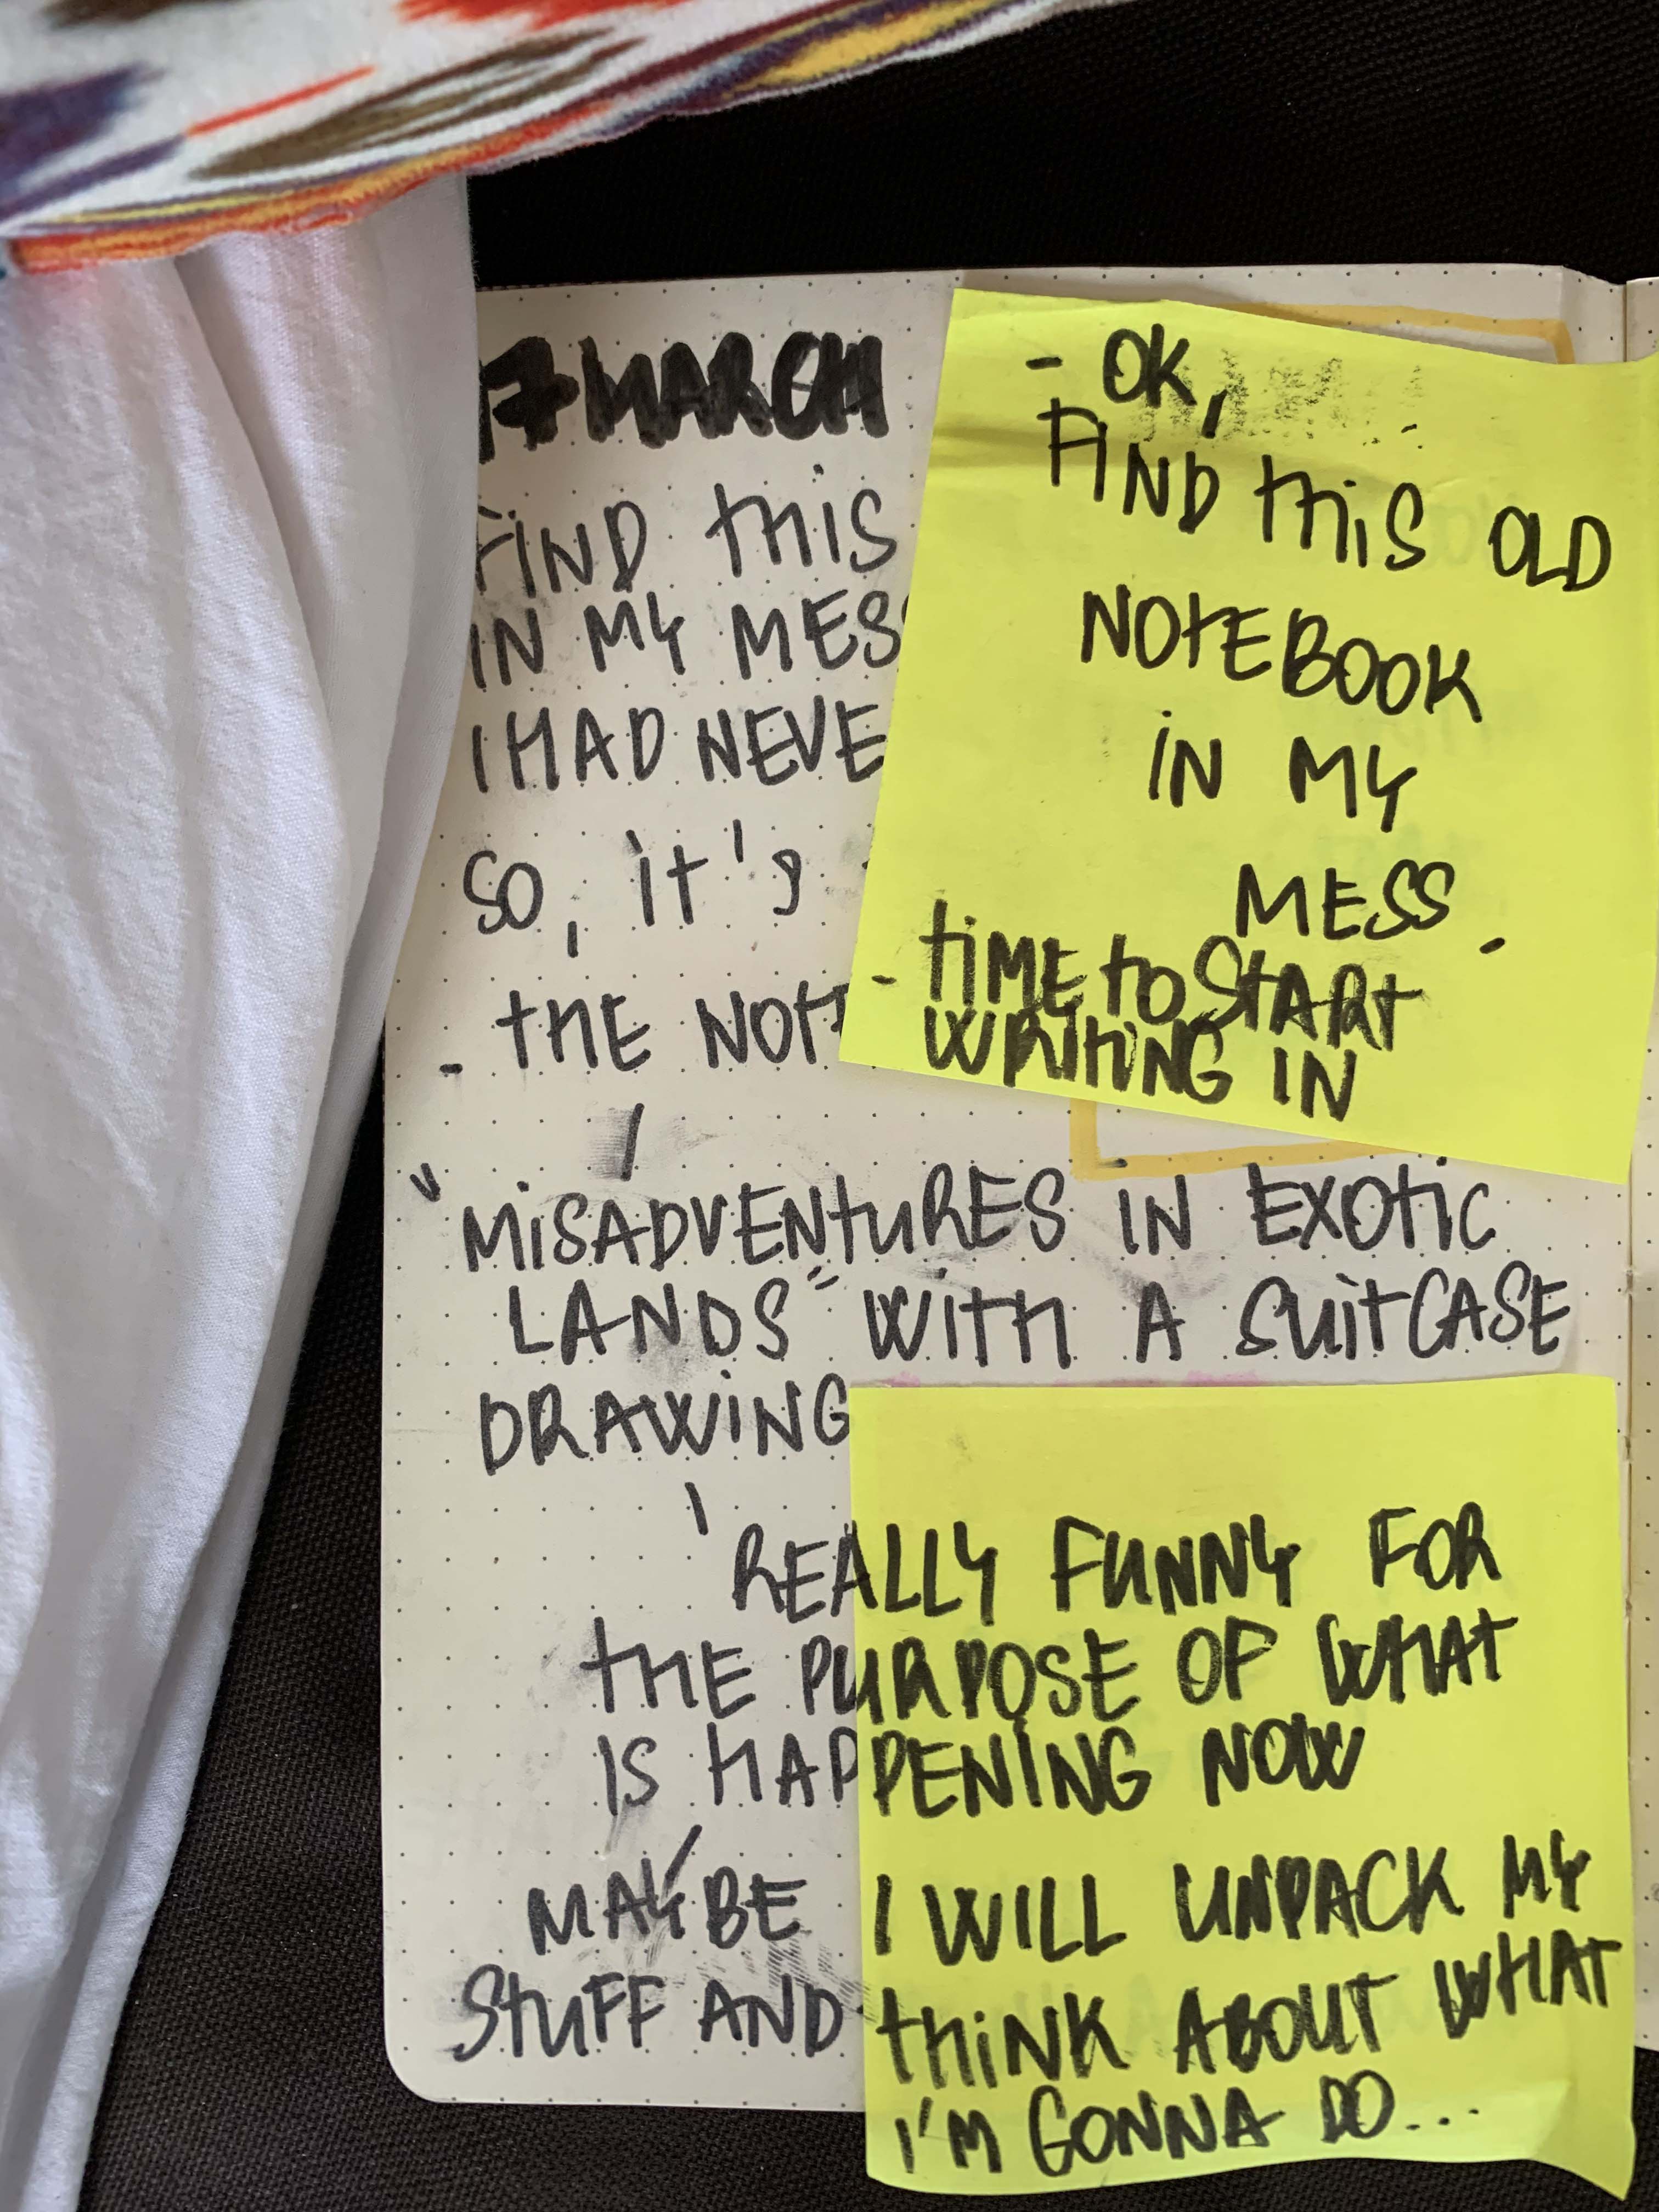 17 MARCH
FIND THIS
IN MY MESS
I HAD NEVE
SO, IT'S
- THE NOT
"MISADVENTURES IN EXOTIC
LANDS" WITH A SUITCASE
DRAWING
- OK,
FIND THIS OLD
NOTEBOOK
IN MY
MESS.
- TIME TO START
WRITING IN
REALLY FUNNY FOR
THE PURPOSE OF WHAT
IS HAPPENING NOW
MAYBE I WILL UNPACK MY
STUFF AND THINK ABOUT WHAT
I'M GONNA DO...